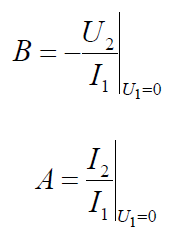 B = -U₂/I₁|U₁=0
A = I₂/I₁|U₁=0